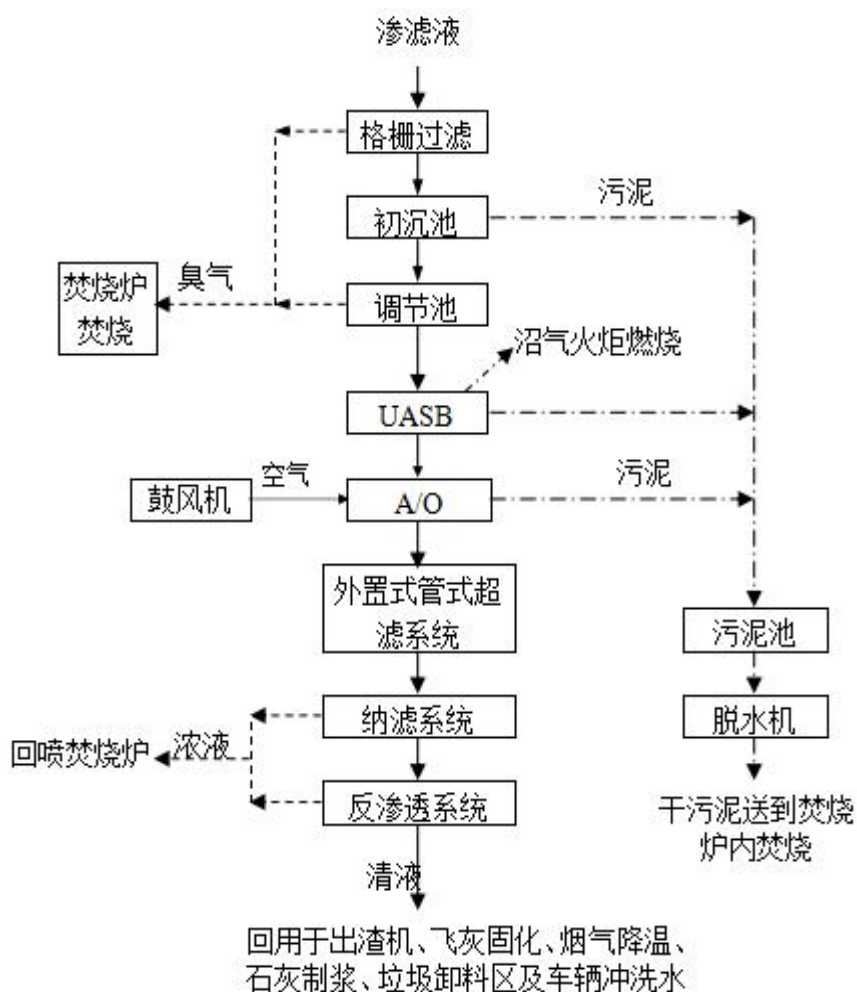 渗滤液
格栅过滤
污泥
初沉池
臭气
焚烧炉
焚烧
调节池
沼气火炬燃烧
UASB
空气
污泥
鼓风机
A/O
外置式管式超
滤系统
污泥池
纳滤系统
脱水机
浓液
回喷焚烧炉
反渗透系统
干污泥送到焚烧
炉内焚烧
清液
回用于出渣机、飞灰固化、烟气降温、
石灰制浆、垃圾卸料区及车辆冲洗水